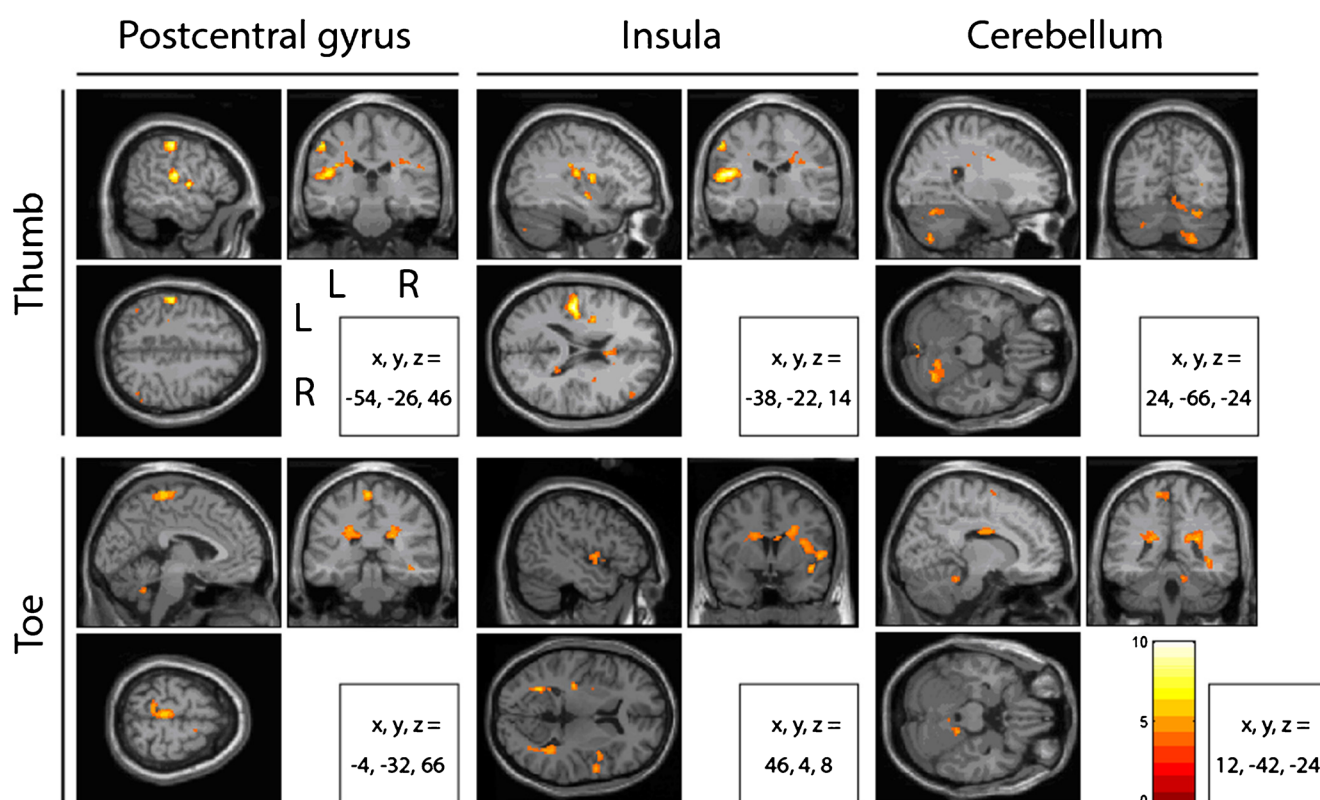 Postcentral gyrus
Insula
Cerebellum
Thumb
L R
L
R
x, y, z =
-54, -26, 46
x, y, z =
-38, -22, 14
x, y, z =
24, -66, -24
Toe
x, y, z =
-4, -32, 66
x, y, z =
46, 4, 8
10
5
0
x, y, z =
12, -42, -24